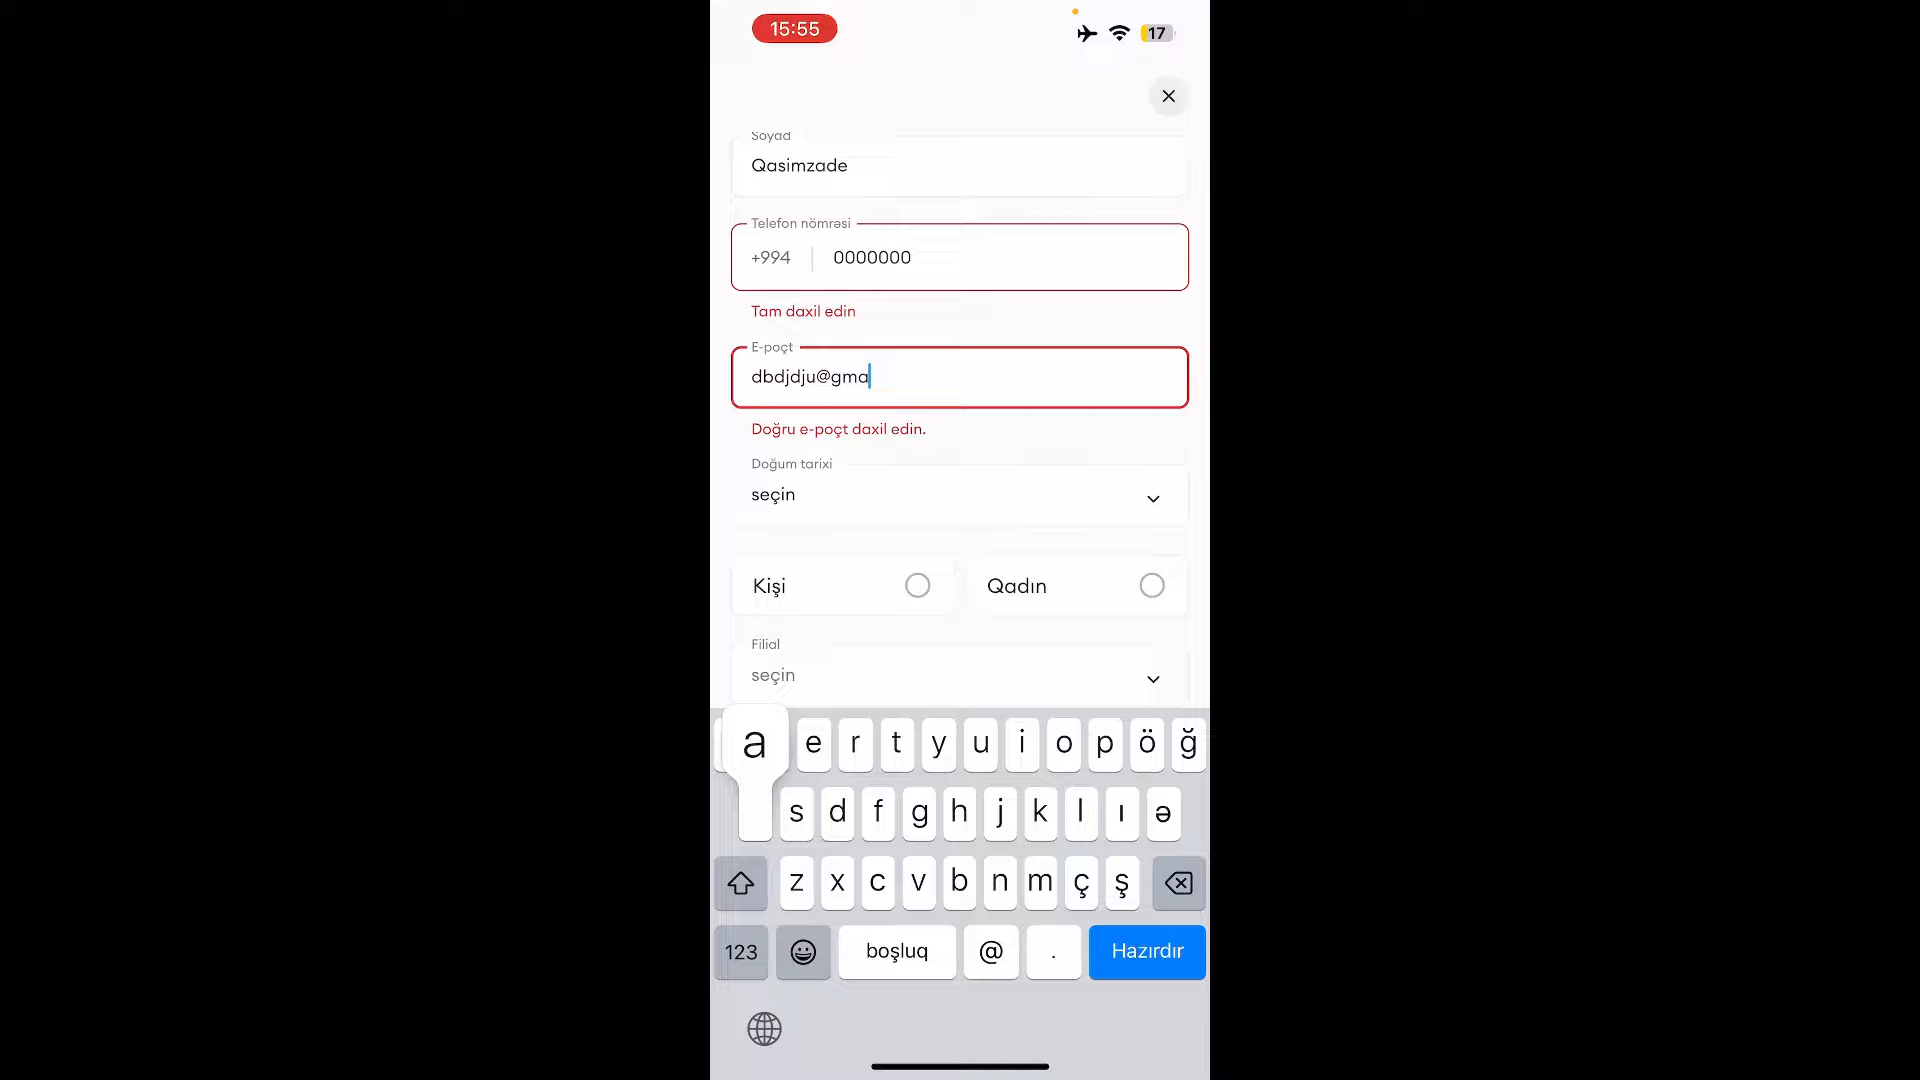 15:55
17
Soyad
Qasimzade
Telefon nömrəsi
+994 0000000
Tam daxil edin
E-poçt
dbdjdju@gma
Doğru e-poçt daxil edin.
Doğum tarixi
seçin
Kişi Qadın
Filial
seçin
a e r t y u i o p ö ğ
s d f g h j k l ı ə
z x c v b n m ç ş
123 boşluq @ . Hazırdır